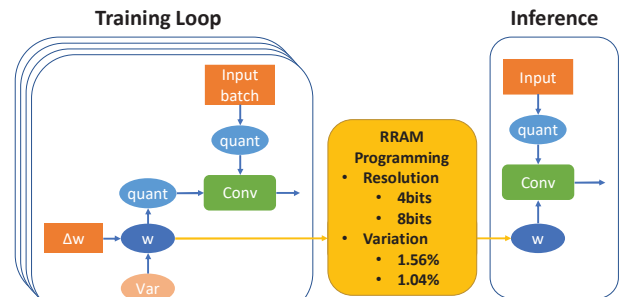 Training Loop
Inference
Input
batch
quant
quant
Conv
Δw
w
Var
RRAM
Programming
• Resolution
• 4bits
• 8bits
• Variation
• 1.56%
• 1.04%
Input
quant
Conv
w